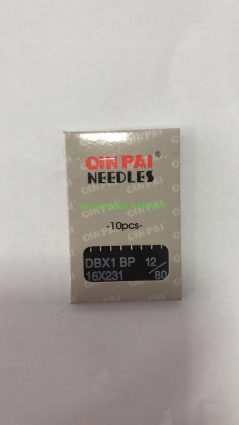 QIN PAI®
NEEDLES
-10pcs-
DBX1 BP 12/80
16X231